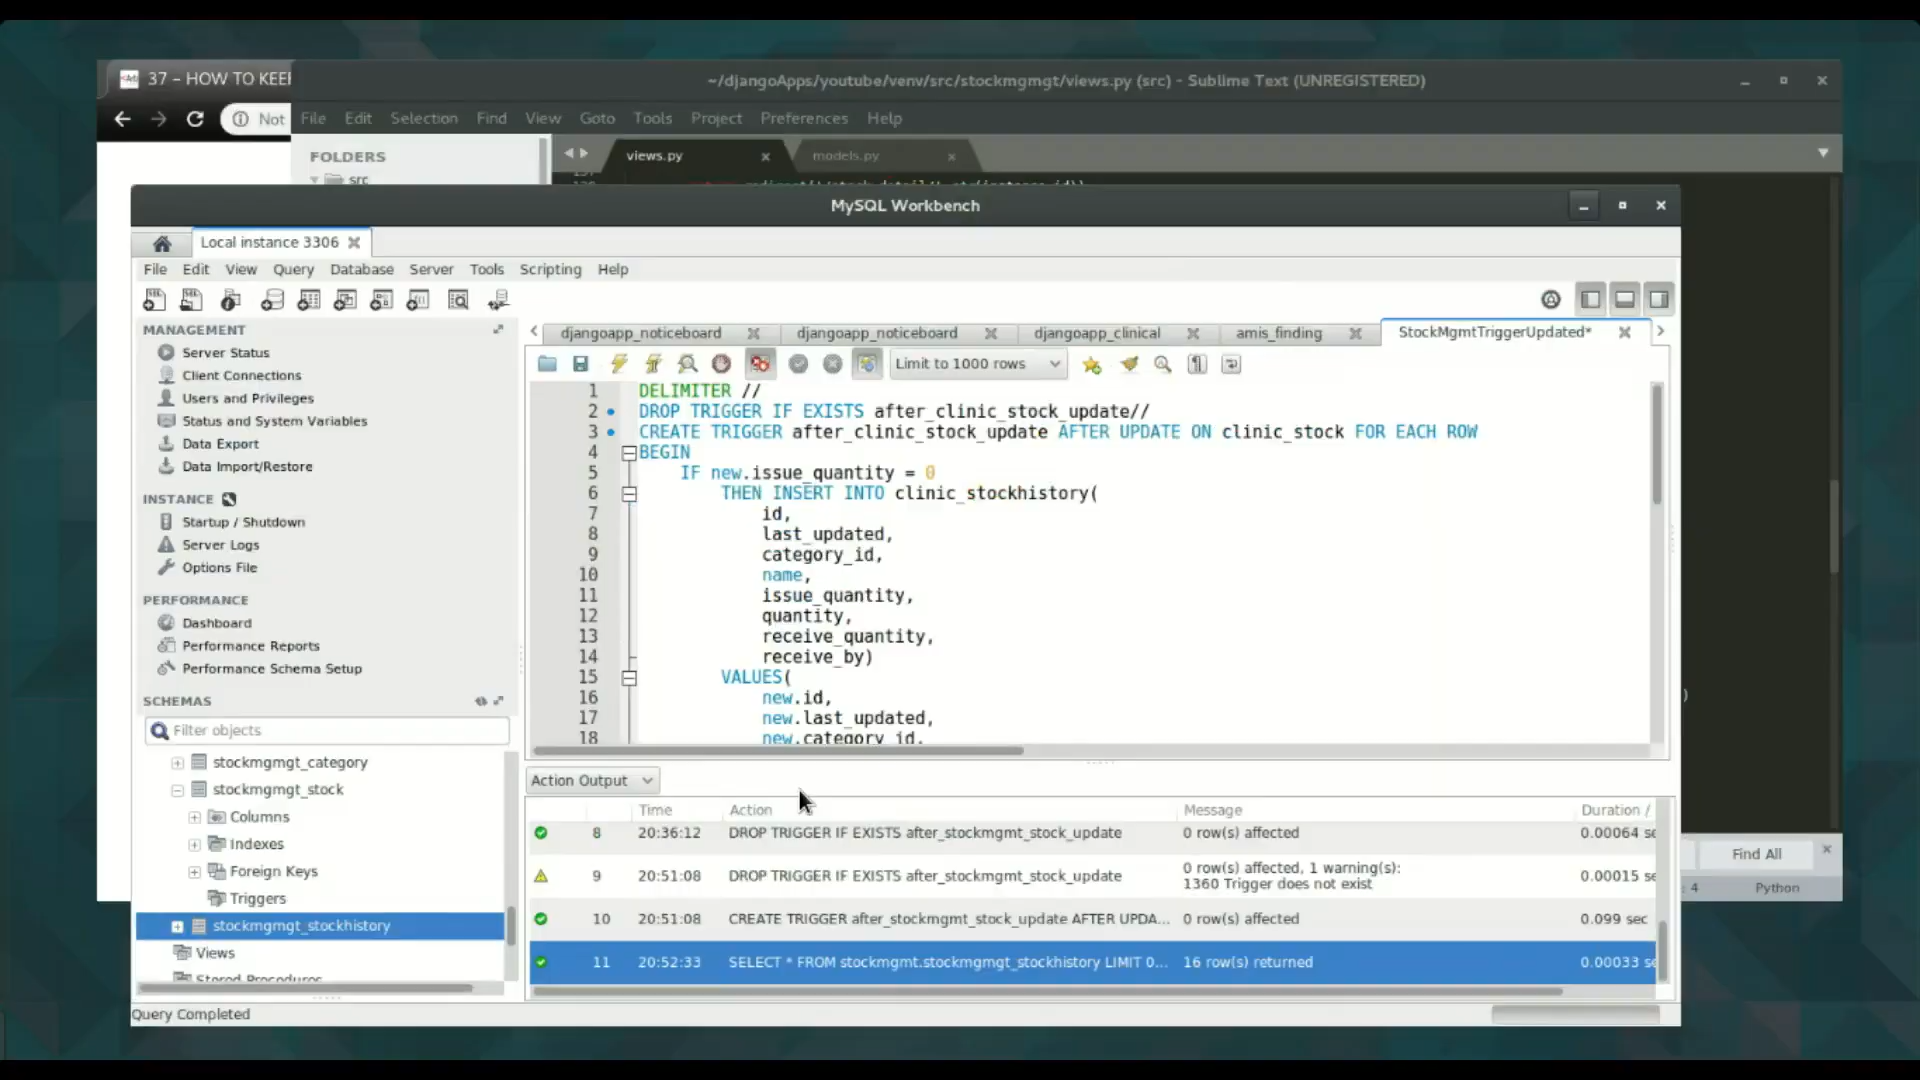 37 – HOW TO KEEP
~/djangoApps/youtube/venv/src/stockmgmgt/views.py (src) - Sublime Text (UNREGISTERED)
Not
File Edit Selection Find View Goto Tools Project Preferences Help
FOLDERS
src
views.py
models.py
MySQL Workbench
Local instance 3306
File Edit View Query Database Server Tools Scripting Help
MANAGEMENT
Server Status
Client Connections
Users and Privileges
Status and System Variables
Data Export
Data Import/Restore
INSTANCE
Startup / Shutdown
Server Logs
Options File
PERFORMANCE
Dashboard
Performance Reports
Performance Schema Setup
SCHEMAS
Filter objects
stockmgmgt_category
stockmgmgt_stock
Columns
Indexes
Foreign Keys
Triggers
stockmgmgt_stockhistory
Views
Stored Procedures
djangoapp_noticeboard
djangoapp_noticeboard
djangoapp_clinical
amis_finding
StockMgmtTriggerUpdated*
Limit to 1000 rows
1 DELIMITER //
2 DROP TRIGGER IF EXISTS after_clinic_stock_update//
3 CREATE TRIGGER after_clinic_stock_update AFTER UPDATE ON clinic_stock FOR EACH ROW
4 BEGIN
5 IF new.issue_quantity = 0
6 THEN INSERT INTO clinic_stockhistory(
7 id,
8 last_updated,
9 category_id,
10 name,
11 issue_quantity,
12 quantity,
13 receive_quantity,
14 receive_by)
15 VALUES(
16 new.id,
17 new.last_updated,
18 new.category_id,
Action Output
Time Action Message Duration /
8 20:36:12 DROP TRIGGER IF EXISTS after_stockmgmt_stock_update 0 row(s) affected 0.00064 se
9 20:51:08 DROP TRIGGER IF EXISTS after_stockmgmt_stock_update 0 row(s) affected, 1 warning(s):
1360 Trigger does not exist 0.00015 se
10 20:51:08 CREATE TRIGGER after_stockmgmt_stock_update AFTER UPDA... 0 row(s) affected 0.099 sec
11 20:52:33 SELECT * FROM stockmgmt.stockmgmgt_stockhistory LIMIT 0... 16 row(s) returned 0.00033 se
Query Completed
Find All
4 Python